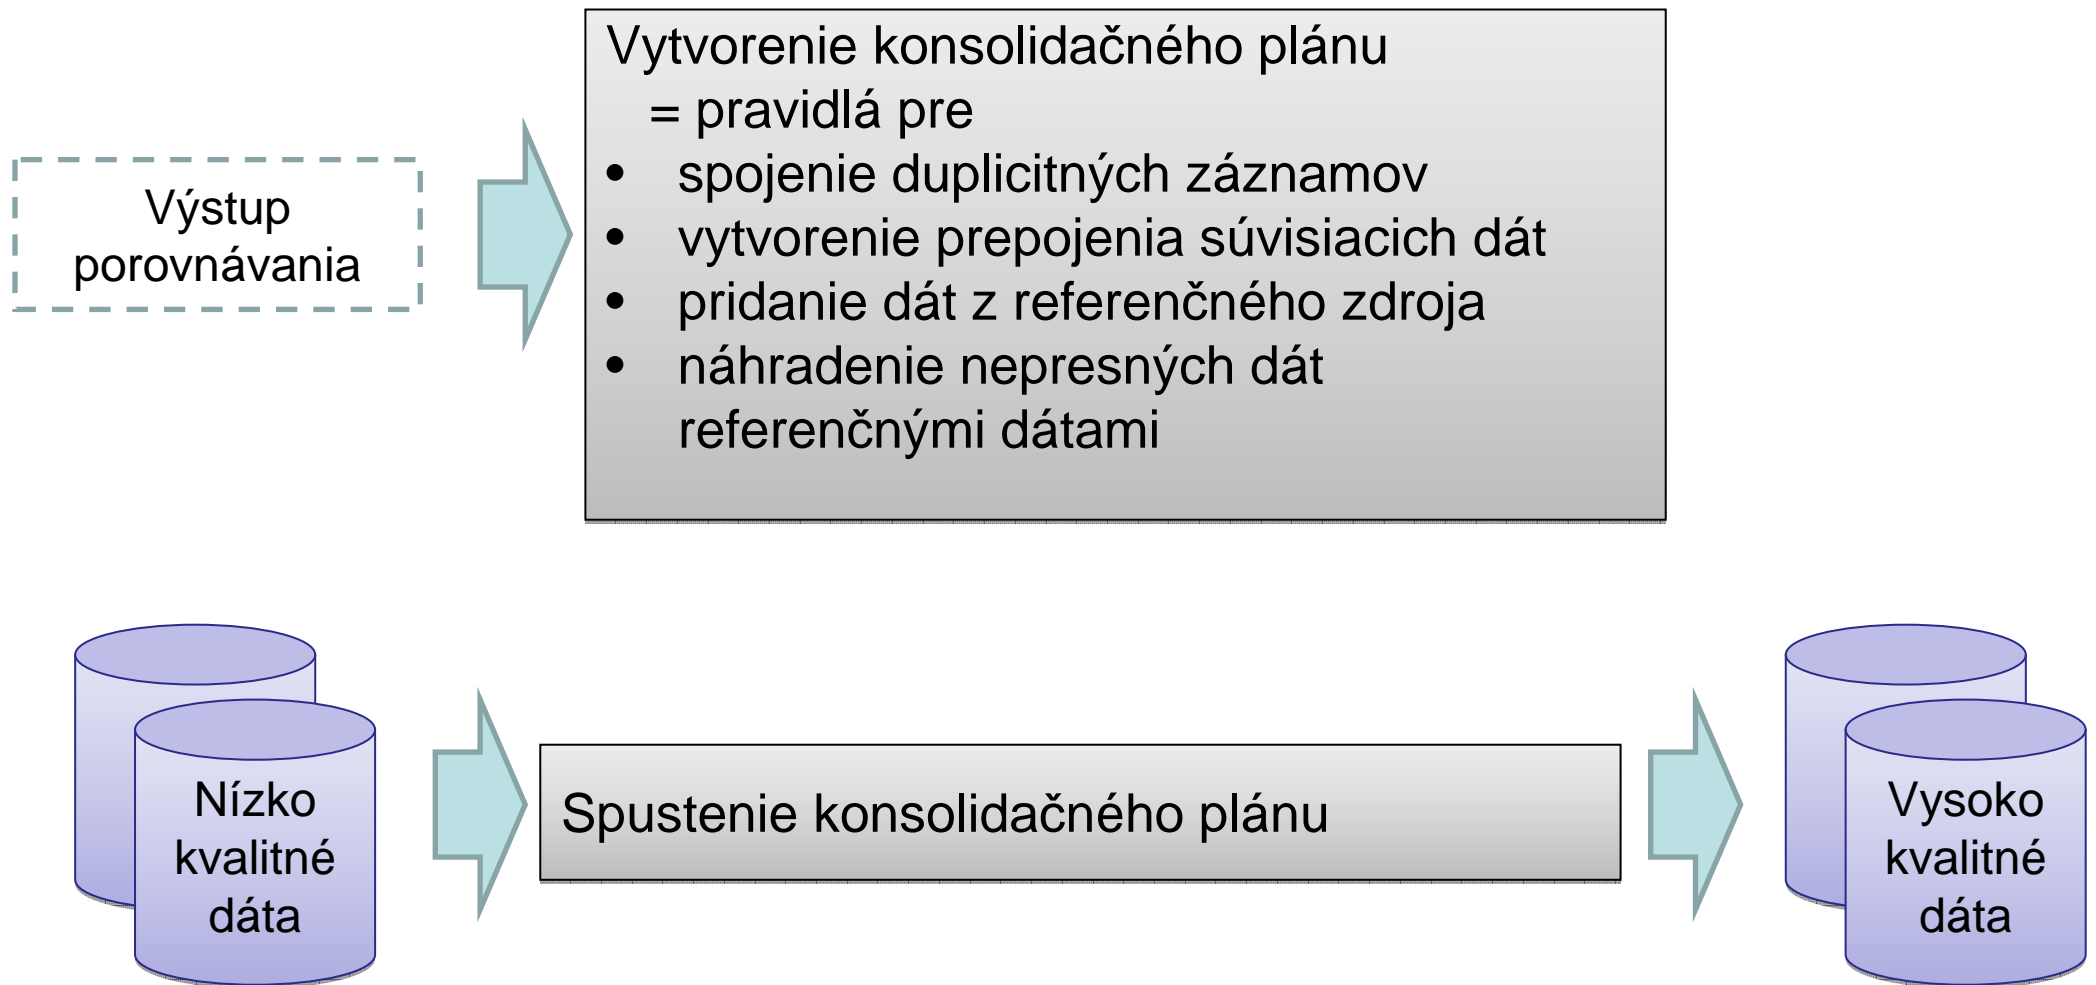 Vytvorenie konsolidačného plánu
= pravidlá pre
• spojenie duplicitných záznamov
• vytvorenie prepojenia súvisiacich dát
• pridanie dát z referenčného zdroja
• náhradenie nepresných dát
referenčnými dátami
Výstup
porovnávania
Nízko
kvalitné
dáta
Spustenie konsolidačného plánu
Vysoko
kvalitné
dáta